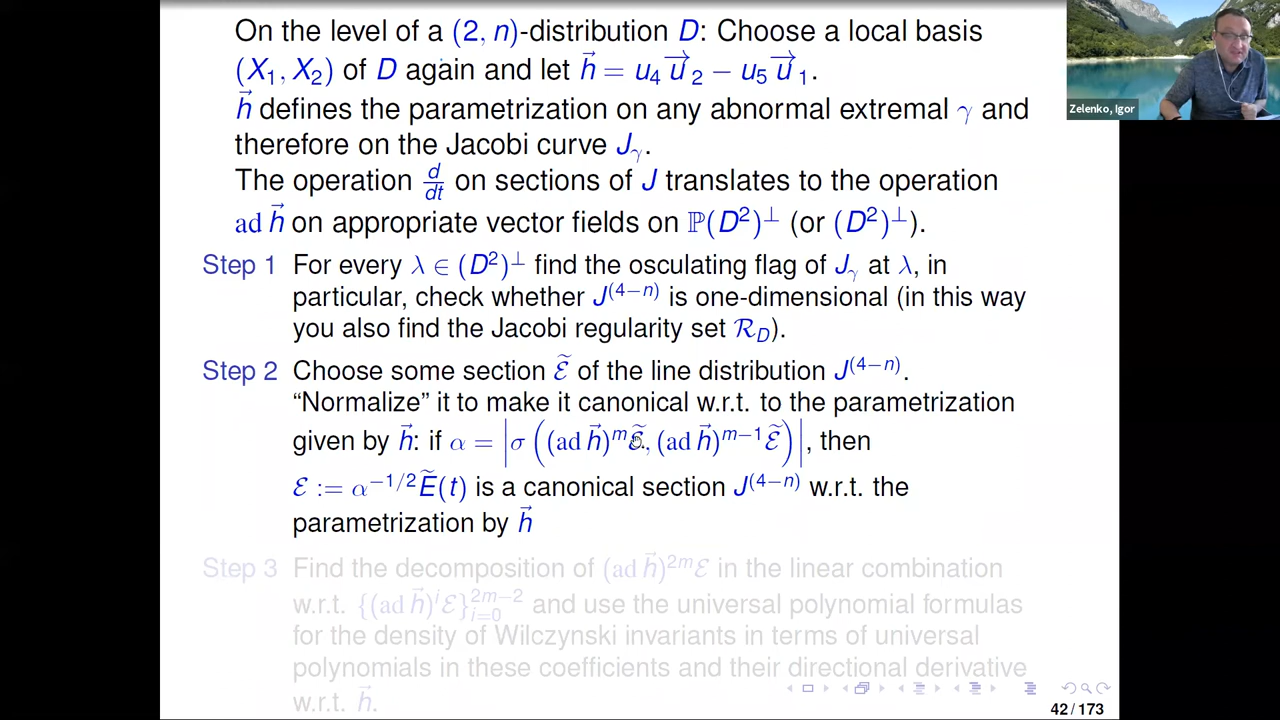 On the level of a (2, n)-distribution D: Choose a local basis
(X₁, X₂) of D again and let h⃗ = u₄ u⃗₂ − u₅ u⃗₁.
h⃗ defines the parametrization on any abnormal extremal γ and
therefore on the Jacobi curve J_γ.
The operation d/dt on sections of J translates to the operation
ad h⃗ on appropriate vector fields on ℙ(D²)^⊥ (or (D²)^⊥).
Step 1 For every λ ∈ (D²)^⊥ find the osculating flag of J_γ at λ, in
particular, check whether J^(4−n) is one-dimensional (in this way
you also find the Jacobi regularity set ℛ_D).
Step 2 Choose some section ℰ̃ of the line distribution J^(4−n).
“Normalize” it to make it canonical w.r.t. to the parametrization
given by h⃗: if α = |σ((ad h⃗)^m ℰ̃, (ad h⃗)^{m−1} ℰ̃)|, then
ℰ := α^{−1/2} Ẽ(t) is a canonical section J^(4−n) w.r.t. the
parametrization by h⃗
Step 3 Find the decomposition of (ad h⃗)^{2m} ℰ in the linear combination
w.r.t. {(ad h⃗)^i ℰ}_{i=0}^{2m−2} and use the universal polynomial formulas
for the density of Wilczynski invariants in terms of universal
polynomials in these coefficients and their directional derivative
w.r.t. h⃗.
42 / 173
Zelenko, Igor